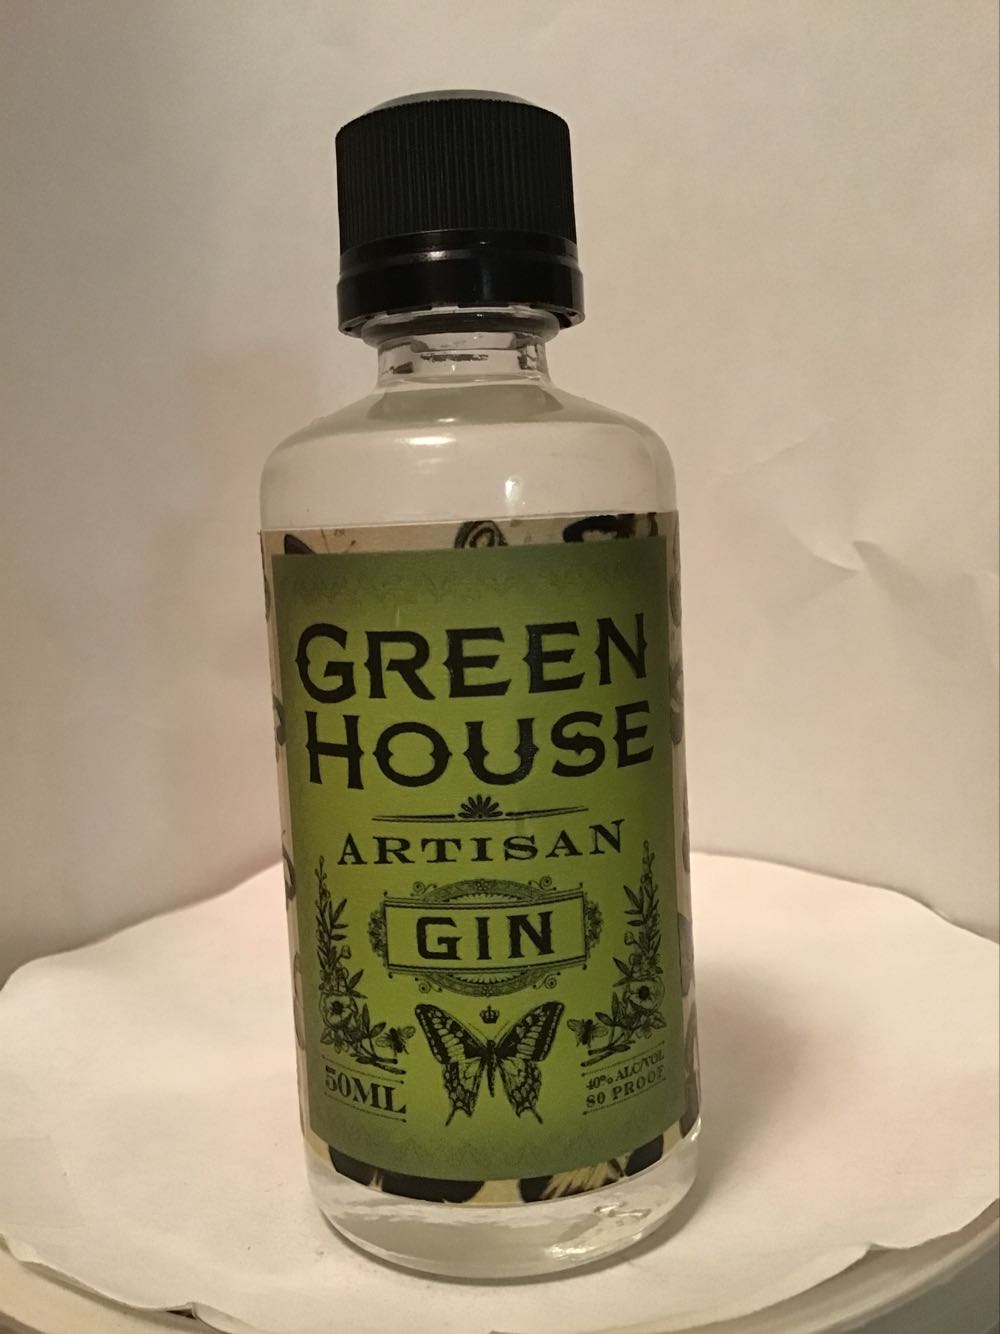 GREEN
HOUSE
ARTISAN
GIN
50ML
40% ALC/VOL
80 PROOF